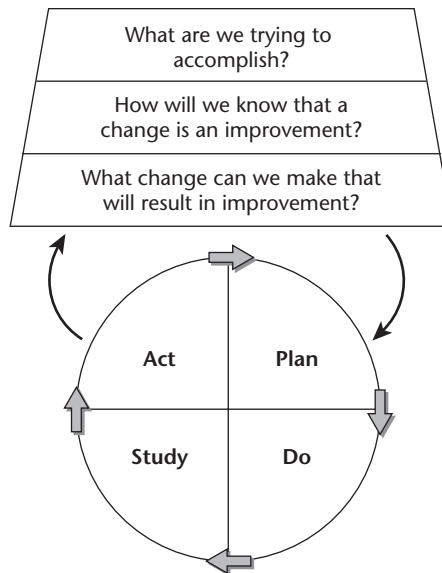 What are we trying to
accomplish?
How will we know that a
change is an improvement?
What change can we make that
will result in improvement?
Act
Plan
Study
Do